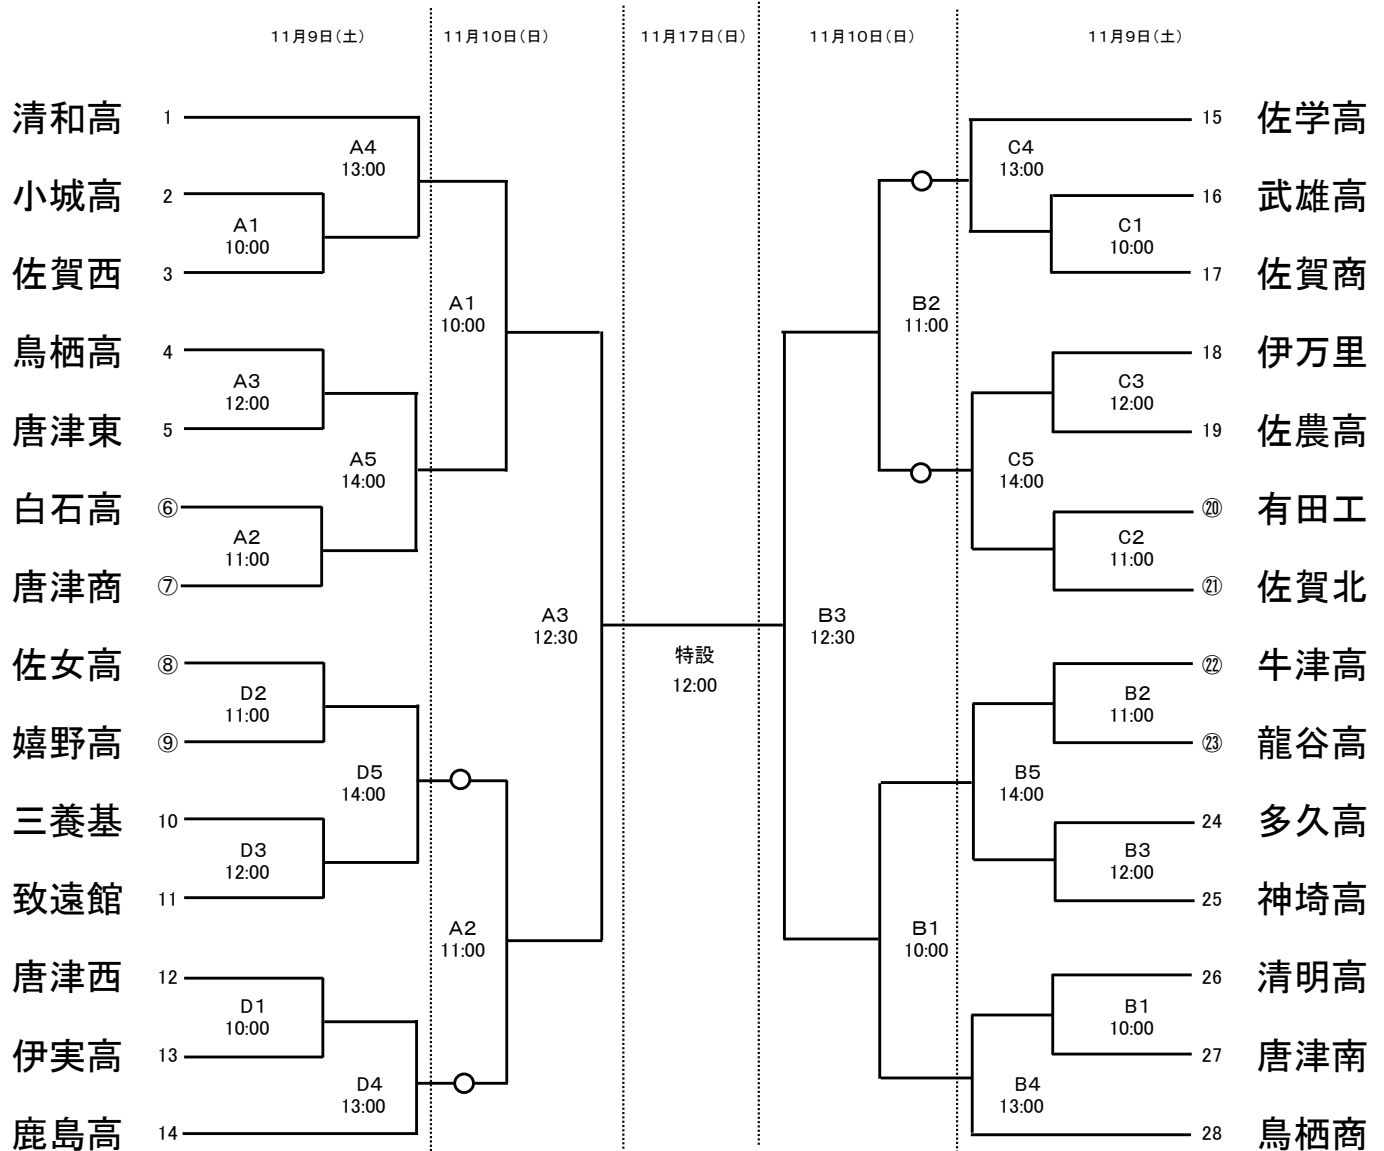 11月9日(土) 11月10日(日) 11月17日(日) 11月10日(日) 11月9日(土)
清和高 1 15 佐学高
A4 C4
13:00 13:00
小城高 2 16 武雄高
A1 C1
10:00 10:00
佐賀西 3 17 佐賀商
A1 B2
10:00 11:00
鳥栖高 4 18 伊万里
A3 C3
12:00 12:00
唐津東 5 19 佐農高
A5 C5
14:00 14:00
白石高 ⑥ ⑳ 有田工
A2 C2
11:00 11:00
唐津商 ⑦ ㉑ 佐賀北
A3 B3
12:30 12:30
特設
12:00
佐女高 ⑧ ㉒ 牛津高
D2 B2
11:00 11:00
嬉野高 ⑨ ㉓ 龍谷高
D5 B5
14:00 14:00
三養基 10 24 多久高
D3 B3
12:00 12:00
致遠館 11 25 神埼高
A2 B1
11:00 10:00
唐津西 12 26 清明高
D1 B1
10:00 10:00
伊実高 13 27 唐津南
D4 B4
13:00 13:00
鹿島高 14 28 鳥栖商